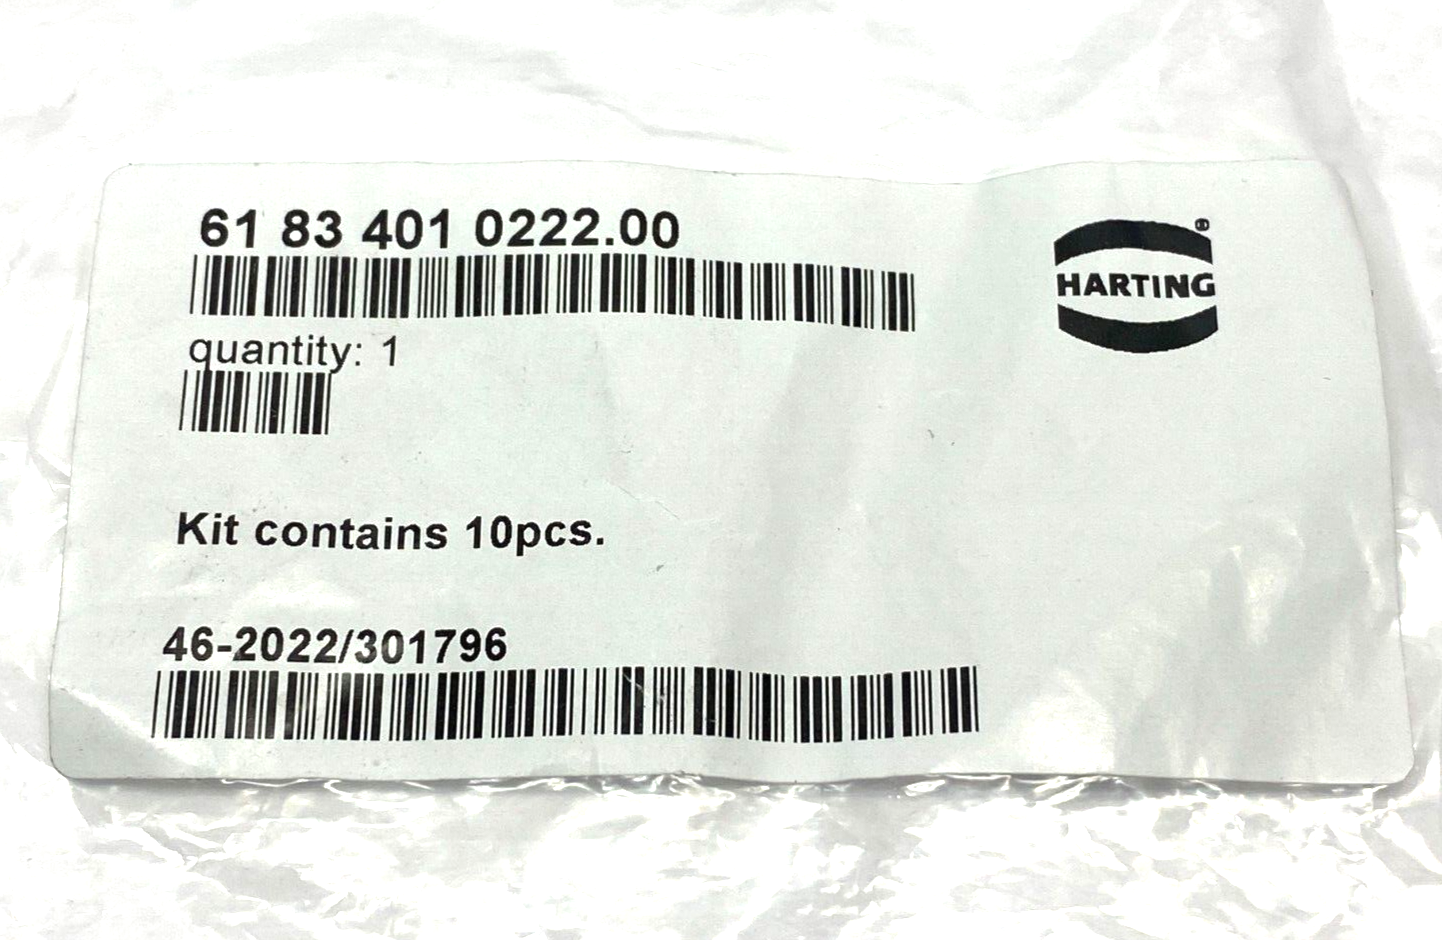 61 83 401 0222.00
HARTING
quantity: 1
Kit contains 10pcs.
46-2022/301796